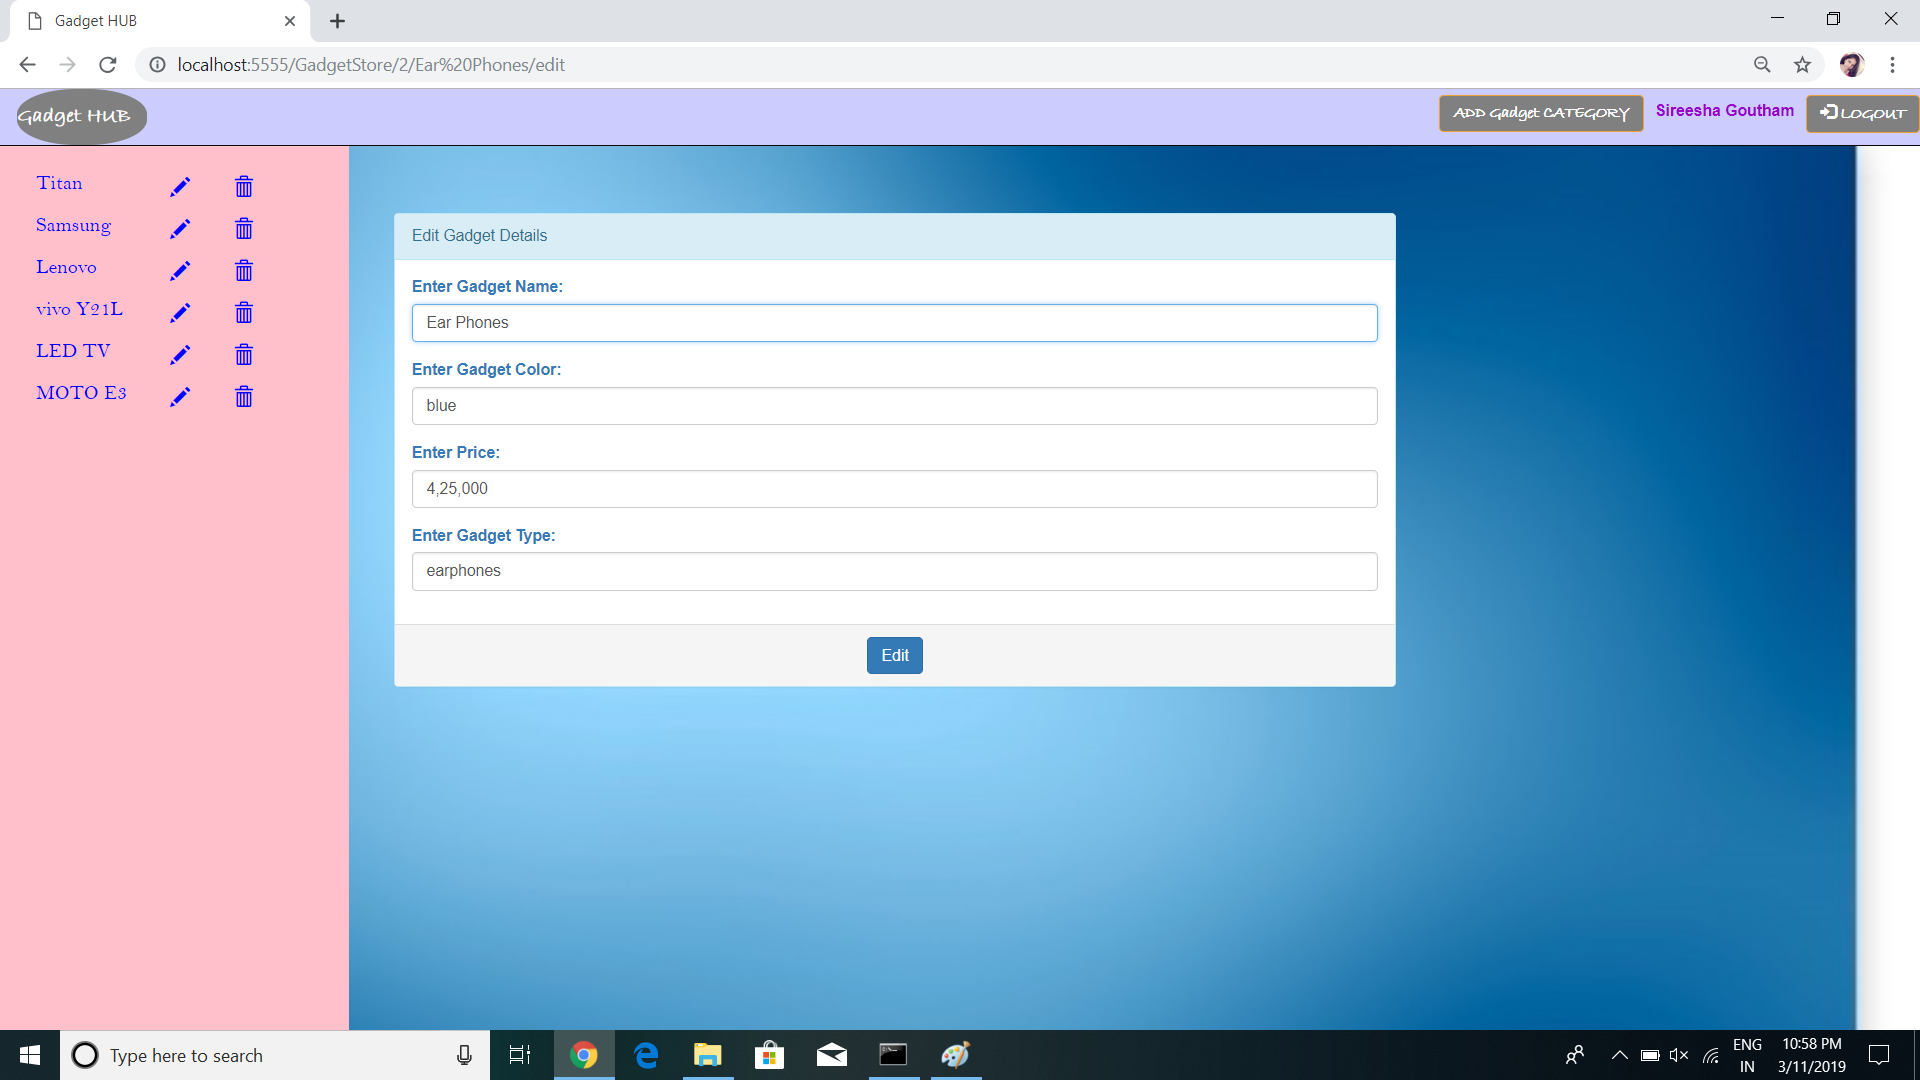 Gadget HUB
localhost:5555/GadgetStore/2/Ear%20Phones/edit
Gadget HUB
ADD Gadget CATEGORY
Sireesha Goutham
LOGOUT
Titan
Samsung
Lenovo
vivo Y21L
LED TV
MOTO E3
Edit Gadget Details
Enter Gadget Name:
Ear Phones
Enter Gadget Color:
blue
Enter Price:
4,25,000
Enter Gadget Type:
earphones
Edit
Type here to search
ENG
IN
10:58 PM
3/11/2019